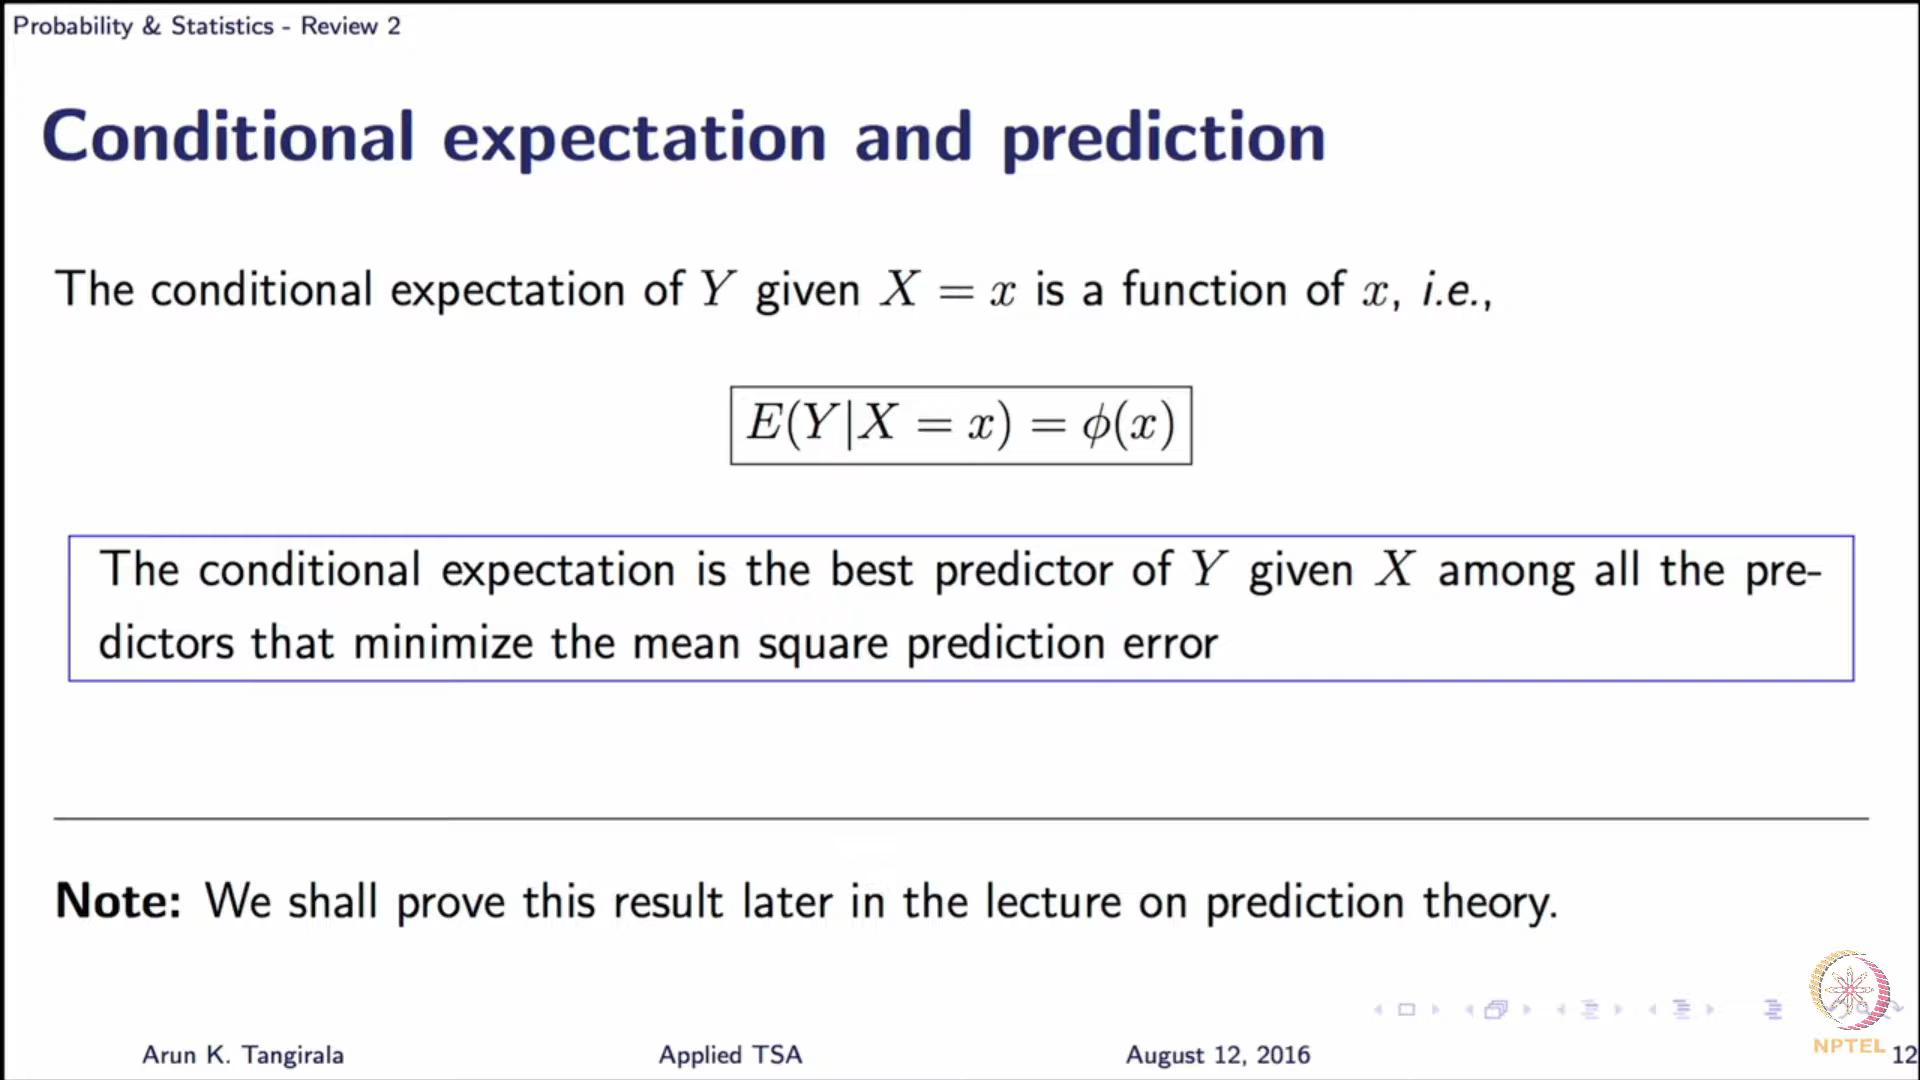 Probability & Statistics - Review 2
Conditional expectation and prediction
The conditional expectation of Y given X = x is a function of x, i.e.,
E(Y|X = x) = ϕ(x)
The conditional expectation is the best predictor of Y given X among all the pre-
dictors that minimize the mean square prediction error
Note: We shall prove this result later in the lecture on prediction theory.
NPTEL
Arun K. Tangirala Applied TSA August 12, 2016 12